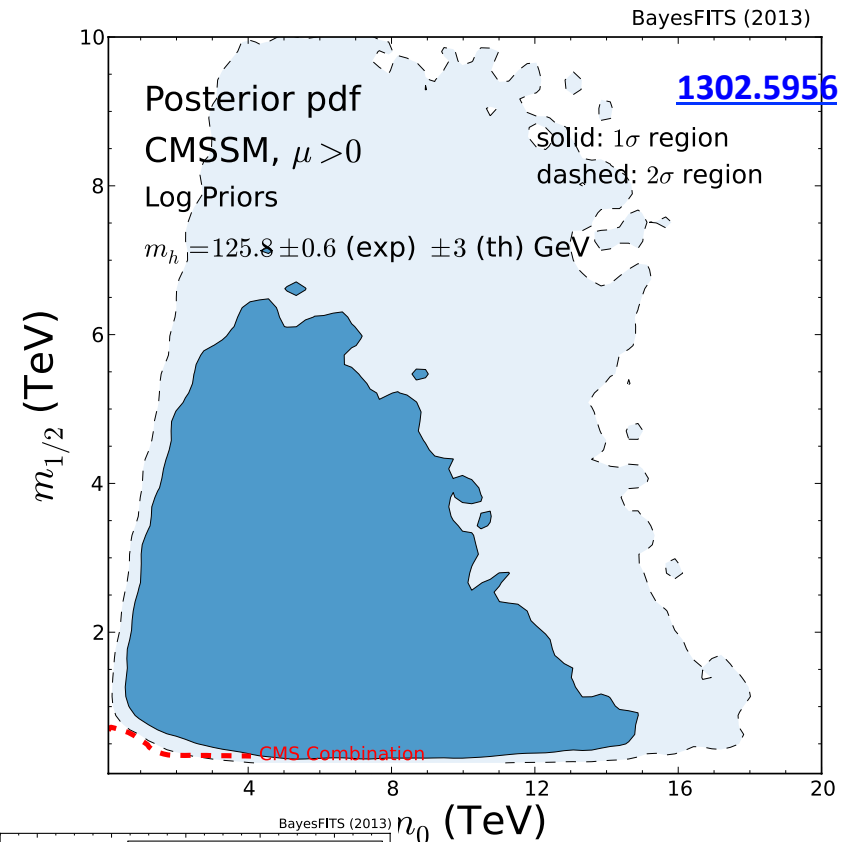 BayesFITS (2013)
10
1302.5956
Posterior pdf
solid: 1σ region
CMSSM, μ >0
dashed: 2σ region
8
Log Priors
m_h =125.8 ±0.6 (exp) ±3 (th) GeV
6
m_{1/2} (TeV)
4
2
CMS Combination
4 8 12 16 20
BayesFITS (2013)
(TeV)